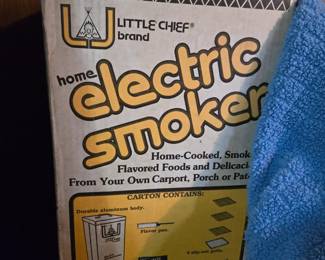 LITTLE CHIEF®
brand
home
electric
smoker
Home-Cooked, Smok
Flavored Foods and Delicaci
From Your Own Carport, Porch or Pat
CARTON CONTAINS:
Durable aluminum body.
Flavor pan.